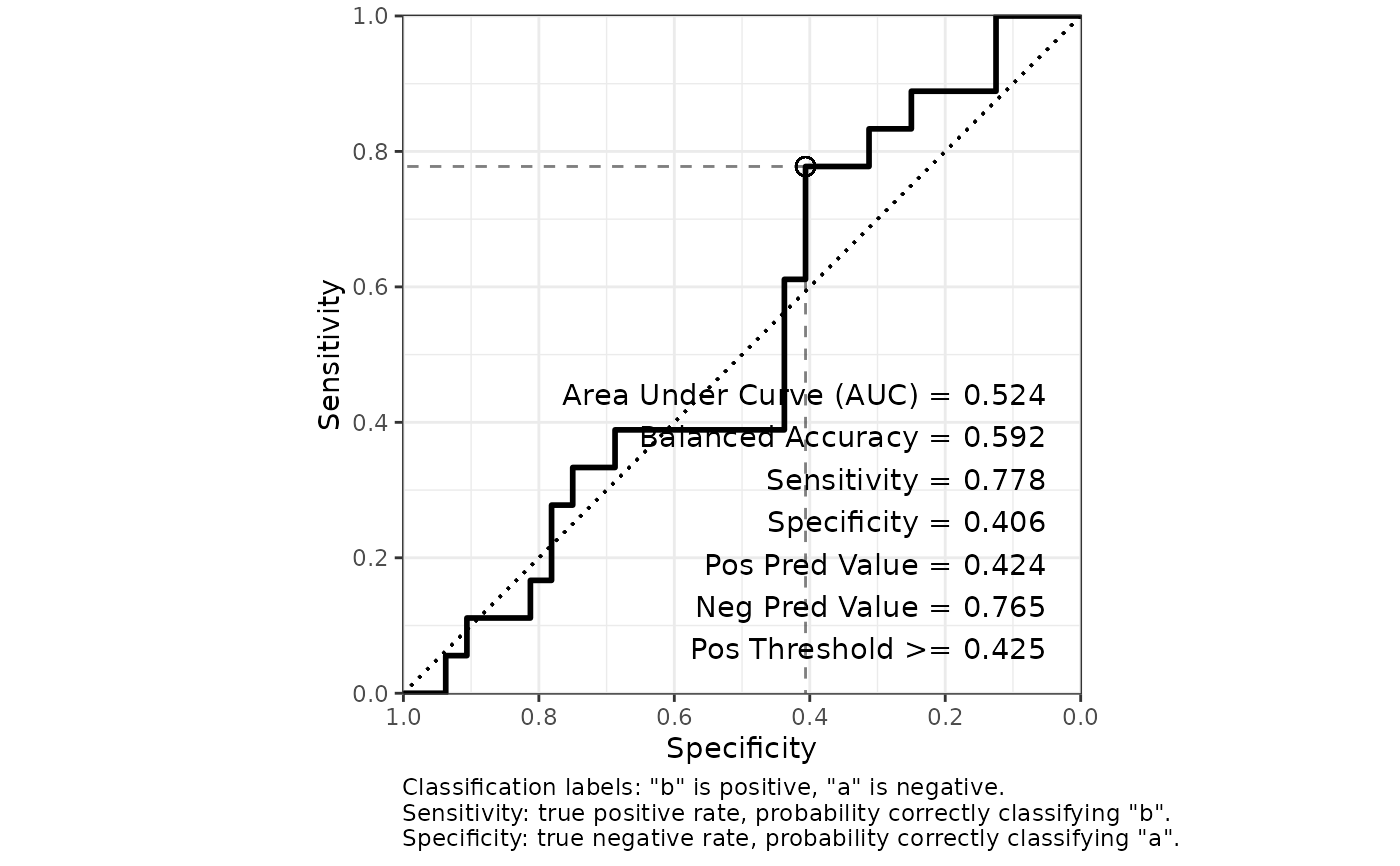 1.0
0.8
0.6
0.4
0.2
0.0
Sensitivity
Area Under Curve (AUC) = 0.524
Balanced Accuracy = 0.592
Sensitivity = 0.778
Specificity = 0.406
Pos Pred Value = 0.424
Neg Pred Value = 0.765
Pos Threshold >= 0.425
1.0 0.8 0.6 0.4 0.2 0.0
Specificity
Classification labels: "b" is positive, "a" is negative.
Sensitivity: true positive rate, probability correctly classifying "b".
Specificity: true negative rate, probability correctly classifying "a".